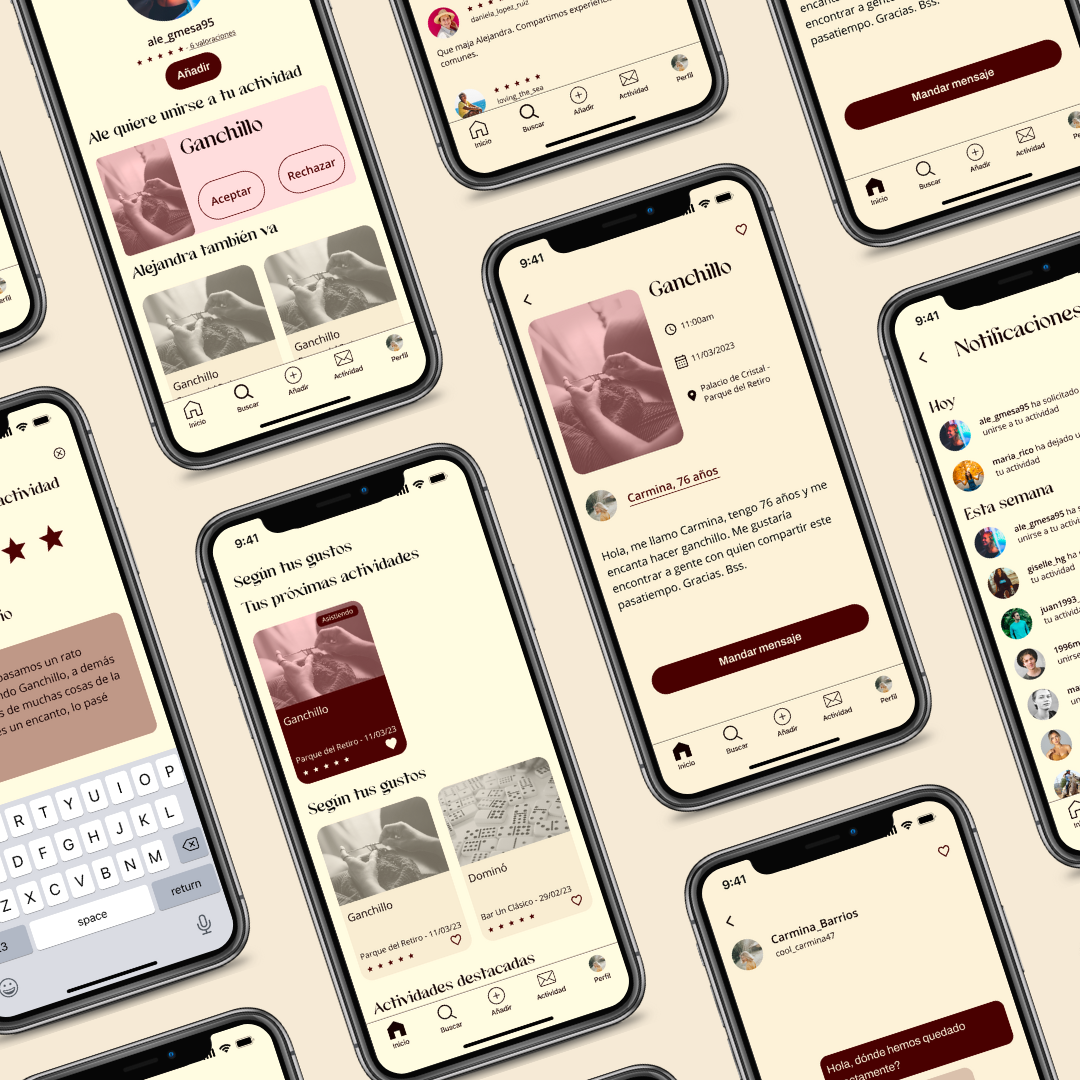 ale_gmesa95
- 6 valoraciones
Añadir
Ale quiere unirse a tu actividad
Ganchillo
Aceptar
Rechazar
Alejandra también va
Ganchillo
Ganchillo
Inicio
Buscar
Añadir
Actividad
Perfil
daniela_lopez_ruiz
Que maja Alejandra. Compartimos
comunes.
loving_the_sea
Inicio
Buscar
Añadir
Actividad
Perfil
encontrar a gente con
pasatiempo. Gracias. Bss.
Mandar mensaje
Inicio
Buscar
Añadir
Actividad
9:41
Ganchillo
11:00am
11/03/2023
Palacio de Cristal -
Parque del Retiro
Carmina, 76 años
Hola, me llamo Carmina, tengo 76 años y me
encanta hacer ganchillo. Me gustaría
encontrar a gente con quien compartir este
pasatiempo. Gracias. Bss.
Mandar mensaje
Inicio
Buscar
Añadir
Actividad
Perfil
9:41
Notificaciones
Hoy
ale_gmesa95 ha solicitado
unirse a tu actividad
maria_rico ha dejado
tu actividad
Esta semana
ale_gmesa95 ha
unirse a tu
giselle_hg ha
tu actividad
juan1993_
tu
unirse
actividad
pasamos un rato
Ganchillo, a demás
de muchas cosas de la
es un encanto, lo pasé
R T Y U I O P
D F G H J K L
Z X C V B N M
space
return
9:41
Según tus gustos
Tus próximas actividades
Asistiendo
Ganchillo
Parque del Retiro - 11/03/23
Según tus gustos
Ganchillo
Parque del Retiro - 11/03/23
Dominó
Bar Un Clásico - 29/02/23
Actividades destacadas
Inicio
Buscar
Añadir
Actividad
Perfil
9:41
Carmina_Barrios
cool_carmina47
Hola, dónde hemos quedado